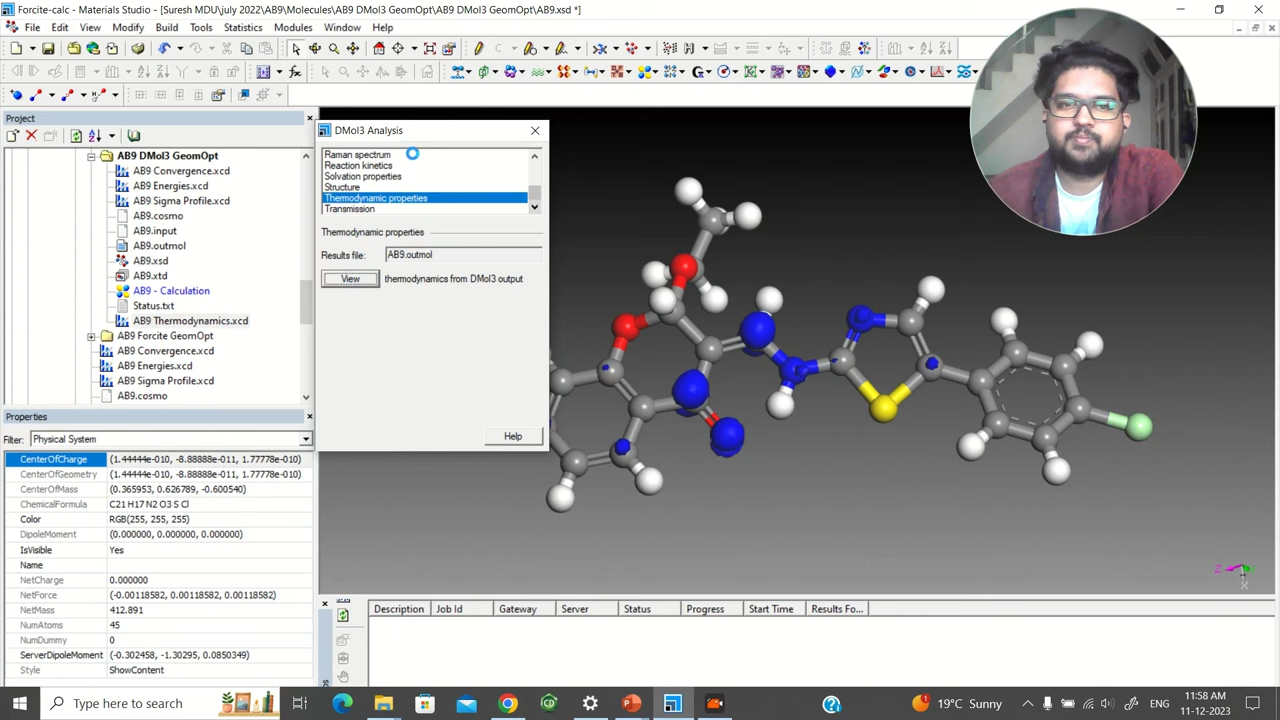 Forcite-calc - Materials Studio - [D:\Suresh MDU\july 2022\AB9\Molecules\AB9 DMol3 GeomOpt\AB9 DMol3 GeomOpt\AB9.xsd *]
File Edit View Modify Build Tools Statistics Modules Window Help
Project
AB9 DMol3 GeomOpt
AB9 Convergence.xcd
AB9 Energies.xcd
AB9 Sigma Profile.xcd
AB9.cosmo
AB9.input
AB9.outmol
AB9.xsd
AB9.xtd
AB9 - Calculation
Status.txt
AB9 Thermodynamics.xcd
AB9 Forcite GeomOpt
AB9 Convergence.xcd
AB9 Energies.xcd
AB9 Sigma Profile.xcd
AB9.cosmo
Properties
Filter: Physical System
CenterOfCharge (1.44444e-010, -8.88888e-011, 1.77778e-010)
CenterOfGeometry (1.44444e-010, -8.88888e-011, 1.77778e-010)
CenterOfMass (0.365953, 0.626789, -0.600540)
ChemicalFormula C21 H17 N2 O3 S Cl
Color RGB(255, 255, 255)
DipoleMoment (0.000000, 0.000000, 0.000000)
IsVisible Yes
Name
NetCharge 0.000000
NetForce (-0.00118582, 0.00118582, 0.00118582)
NetMass 412.891
NumAtoms 45
NumDummy 0
ServerDipoleMoment (-0.302458, -1.30295, 0.0850349)
Style ShowContent
DMol3 Analysis
Raman spectrum
Reaction kinetics
Solvation properties
Structure
Thermodynamic properties
Transmission
Thermodynamic properties
Results file: AB9.outmol
View thermodynamics from DMol3 output
Help
Z
X
Description Job Id Gateway Server Status Progress Start Time Results Fo...
Type here to search
19°C Sunny
ENG
11:58 AM
11-12-2023